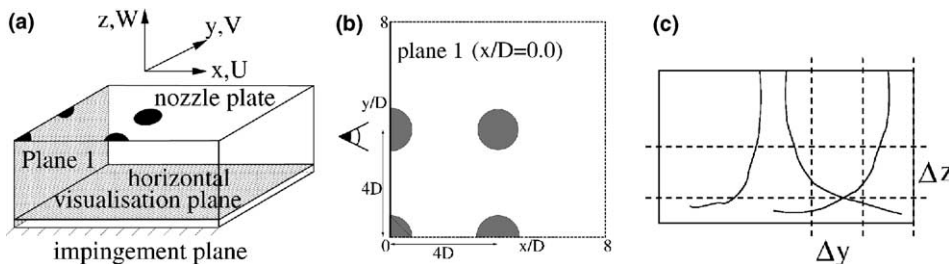 (a)
z,W
y,V
x,U
nozzle plate
Plane 1
horizontal
visualisation plane
impingement plane
(b)
8
plane 1 (x/D=0.0)
y/D
4D
0
4D
x/D
8
(c)
Δz
Δy